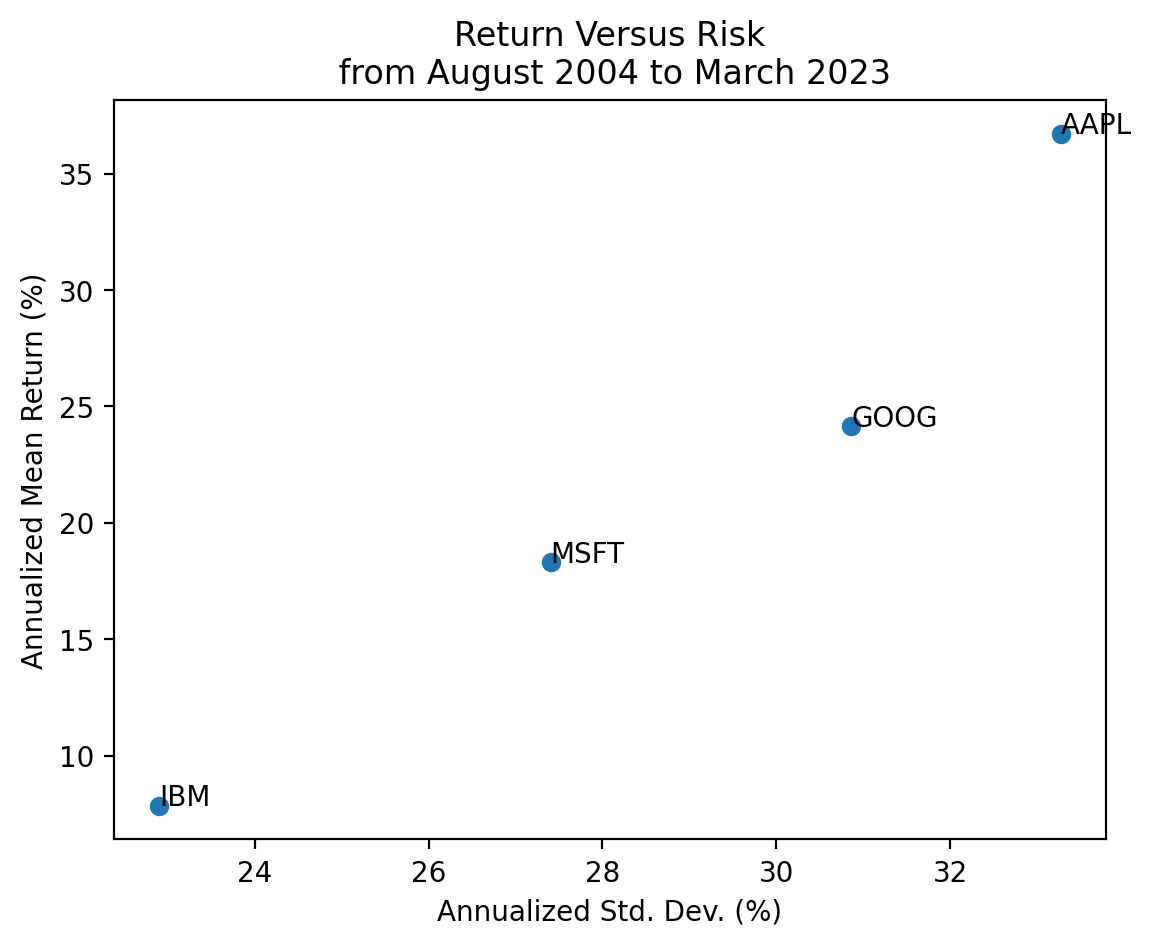 Return Versus Risk
from August 2004 to March 2023
AAPL
35
30
GOOG
25
20
MSFT
15
10
IBM
Annualized Mean Return (%)
24
26
28
30
32
Annualized Std. Dev. (%)